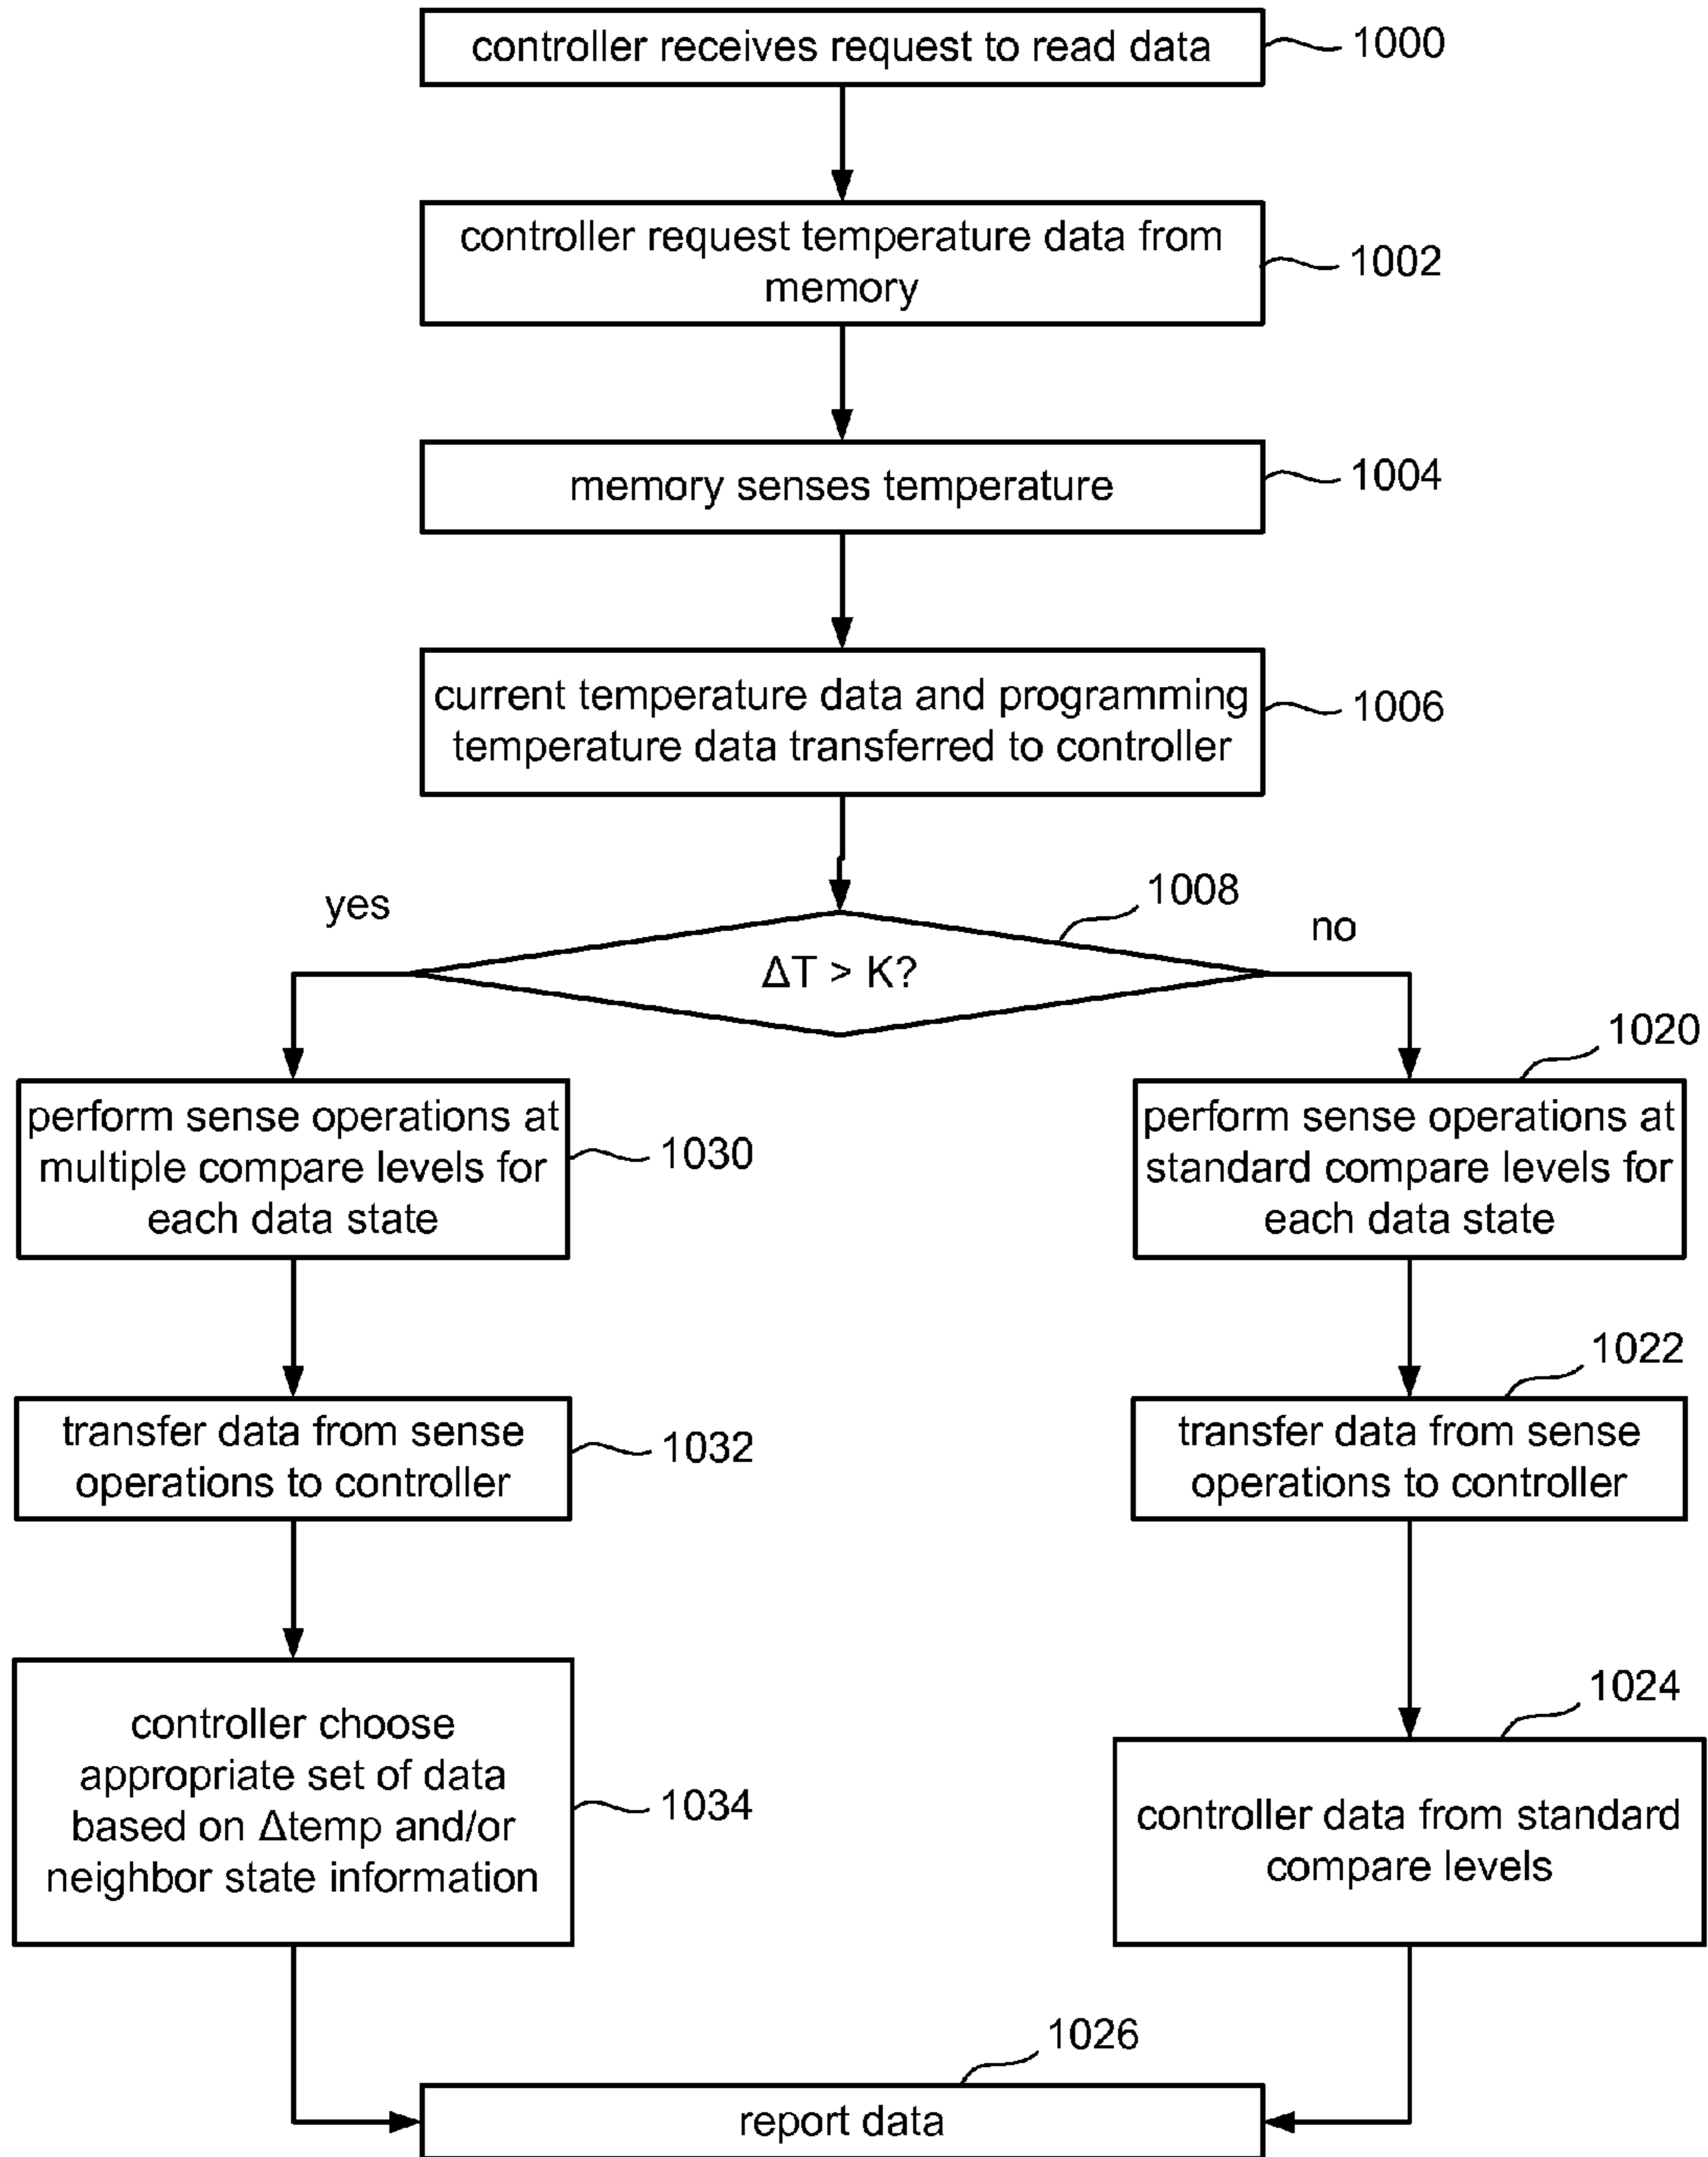 controller receives request to read data
1000
controller request temperature data from
memory
1002
memory senses temperature
1004
current temperature data and programming
temperature data transferred to controller
1006
1008
yes
no
ΔT > K?
perform sense operations at
multiple compare levels for
each data state
1030
1020
perform sense operations at
standard compare levels for
each data state
transfer data from sense
operations to controller
1032
1022
transfer data from sense
operations to controller
controller choose
appropriate set of data
based on Δtemp and/or
neighbor state information
1034
1024
controller data from standard
compare levels
1026
report data